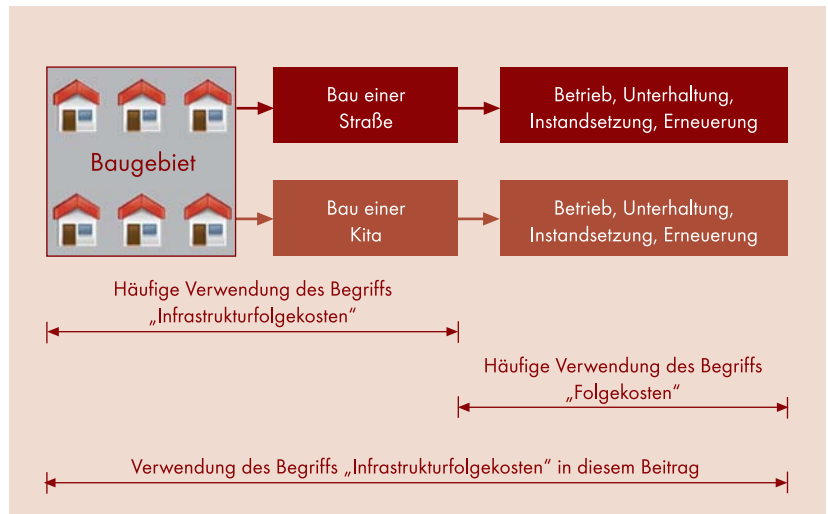 Baugebiet
Bau einer
Straße
Betrieb, Unterhaltung,
Instandsetzung, Erneuerung
Bau einer
Kita
Betrieb, Unterhaltung,
Instandsetzung, Erneuerung
Häufige Verwendung des Begriffs
„Infrastrukturfolgekosten“
Häufige Verwendung des Begriffs
„Folgekosten“
Verwendung des Begriffs „Infrastrukturfolgekosten“ in diesem Beitrag